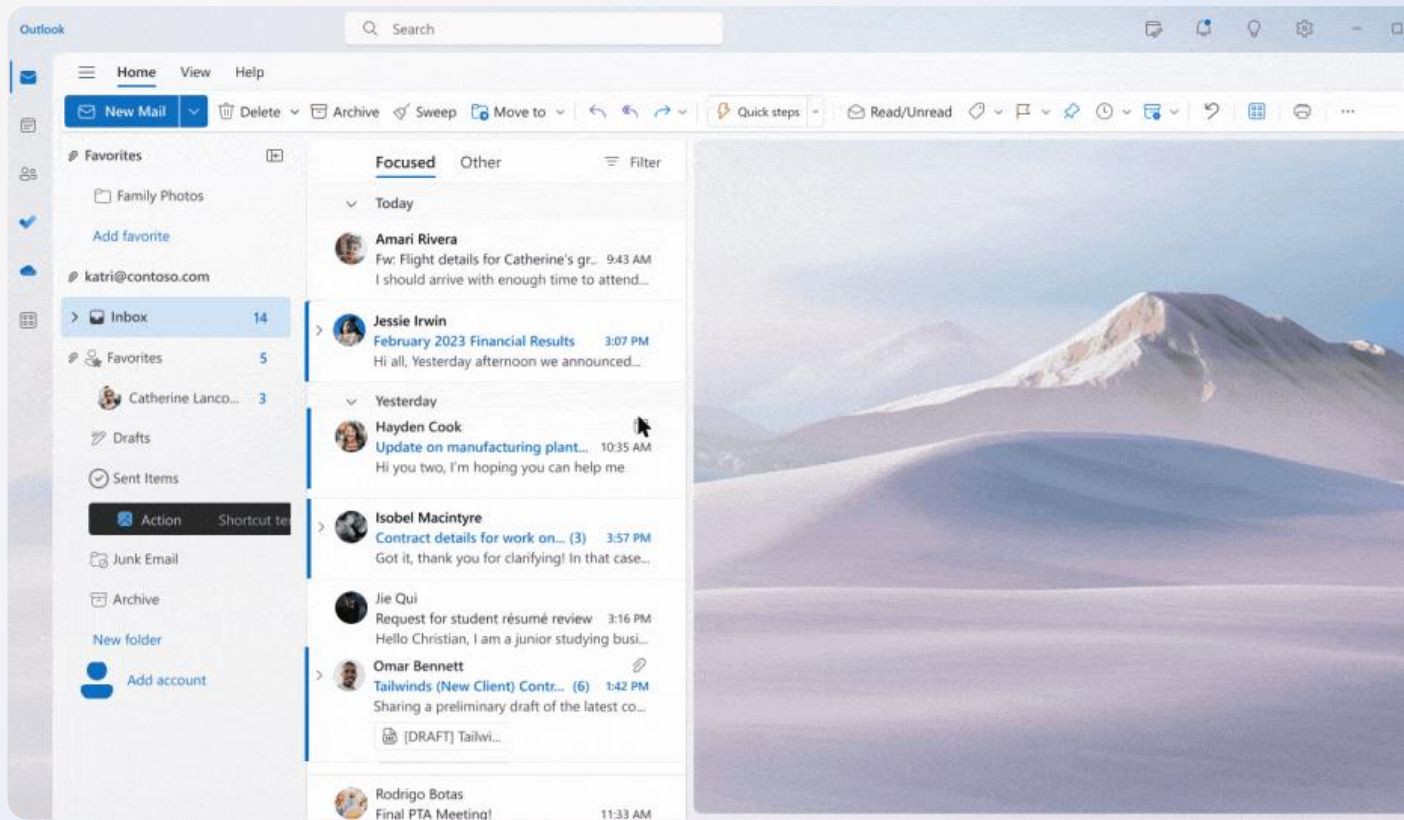 Outlook
Search
Home View Help
New Mail Delete Archive Sweep Move to Quick steps Read/Unread
Favorites
Family Photos
Add favorite
katri@contoso.com
Inbox 14
Favorites 5
Catherine Lanco... 3
Drafts
Sent Items
Action Shortcut
Junk Email
Archive
New folder
Add account
Focused Other Filter
Today
Amari Rivera
Fw: Flight details for Catherine's gr... 9:43 AM
I should arrive with enough time to attend...
Jessie Irwin
February 2023 Financial Results 3:07 PM
Hi all, Yesterday afternoon we announced...
Yesterday
Hayden Cook
Update on manufacturing plant... 10:35 AM
Hi you two, I'm hoping you can help me
Isobel Macintyre
Contract details for work on... (3) 3:57 PM
Got it, thank you for clarifying! In that case...
Jie Qui
Request for student résumé review 3:16 PM
Hello Christian, I am a junior studying busi...
Omar Bennett
Tailwinds (New Client) Contr... (6) 1:42 PM
Sharing a preliminary draft of the latest co...
[DRAFT] Tailwi...
Rodrigo Botas
Final PTA Meeting! 11:33 AM